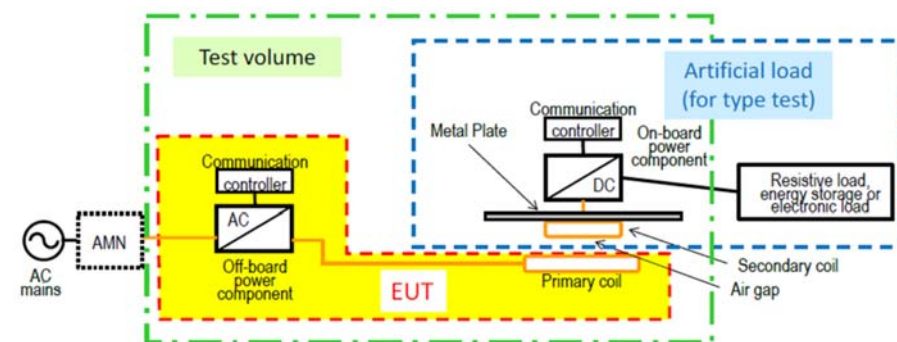 Test volume
Artificial load
(for type test)
Communication
controller
On-board
power
component
Metal Plate
DC
Resistive load,
energy storage or
electronic load
Communication
controller
AC
AMN
AC
mains
Off-board
power
component
EUT
Primary coil
Secondary coil
Air gap